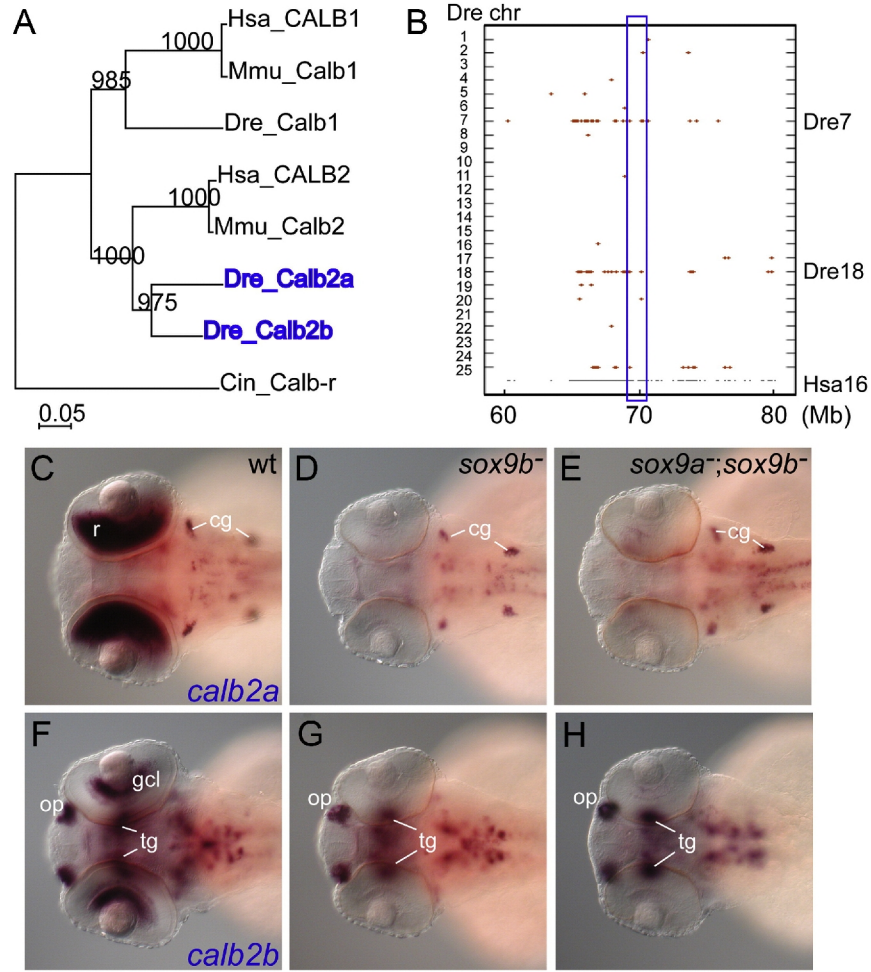 A
Hsa_CALB1
1000
Mmu_Calb1
985
Dre_Calb1
Hsa_CALB2
1000
Mmu_Calb2
1000
Dre_Calb2a
975
Dre_Calb2b
Cin_Calb-r
0.05
B Dre chr
1
2
3
4
5
6
7 Dre7
8
9
10
11
12
13
14
15
16
17
18 Dre18
19
20
21
22
23
24
25
Hsa16
60 70 80 (Mb)
C wt
r
cg
calb2a
D sox9b-
cg
E sox9a-;sox9b-
cg
F
op
gcl
tg
calb2b
G
op
tg
H
op
tg